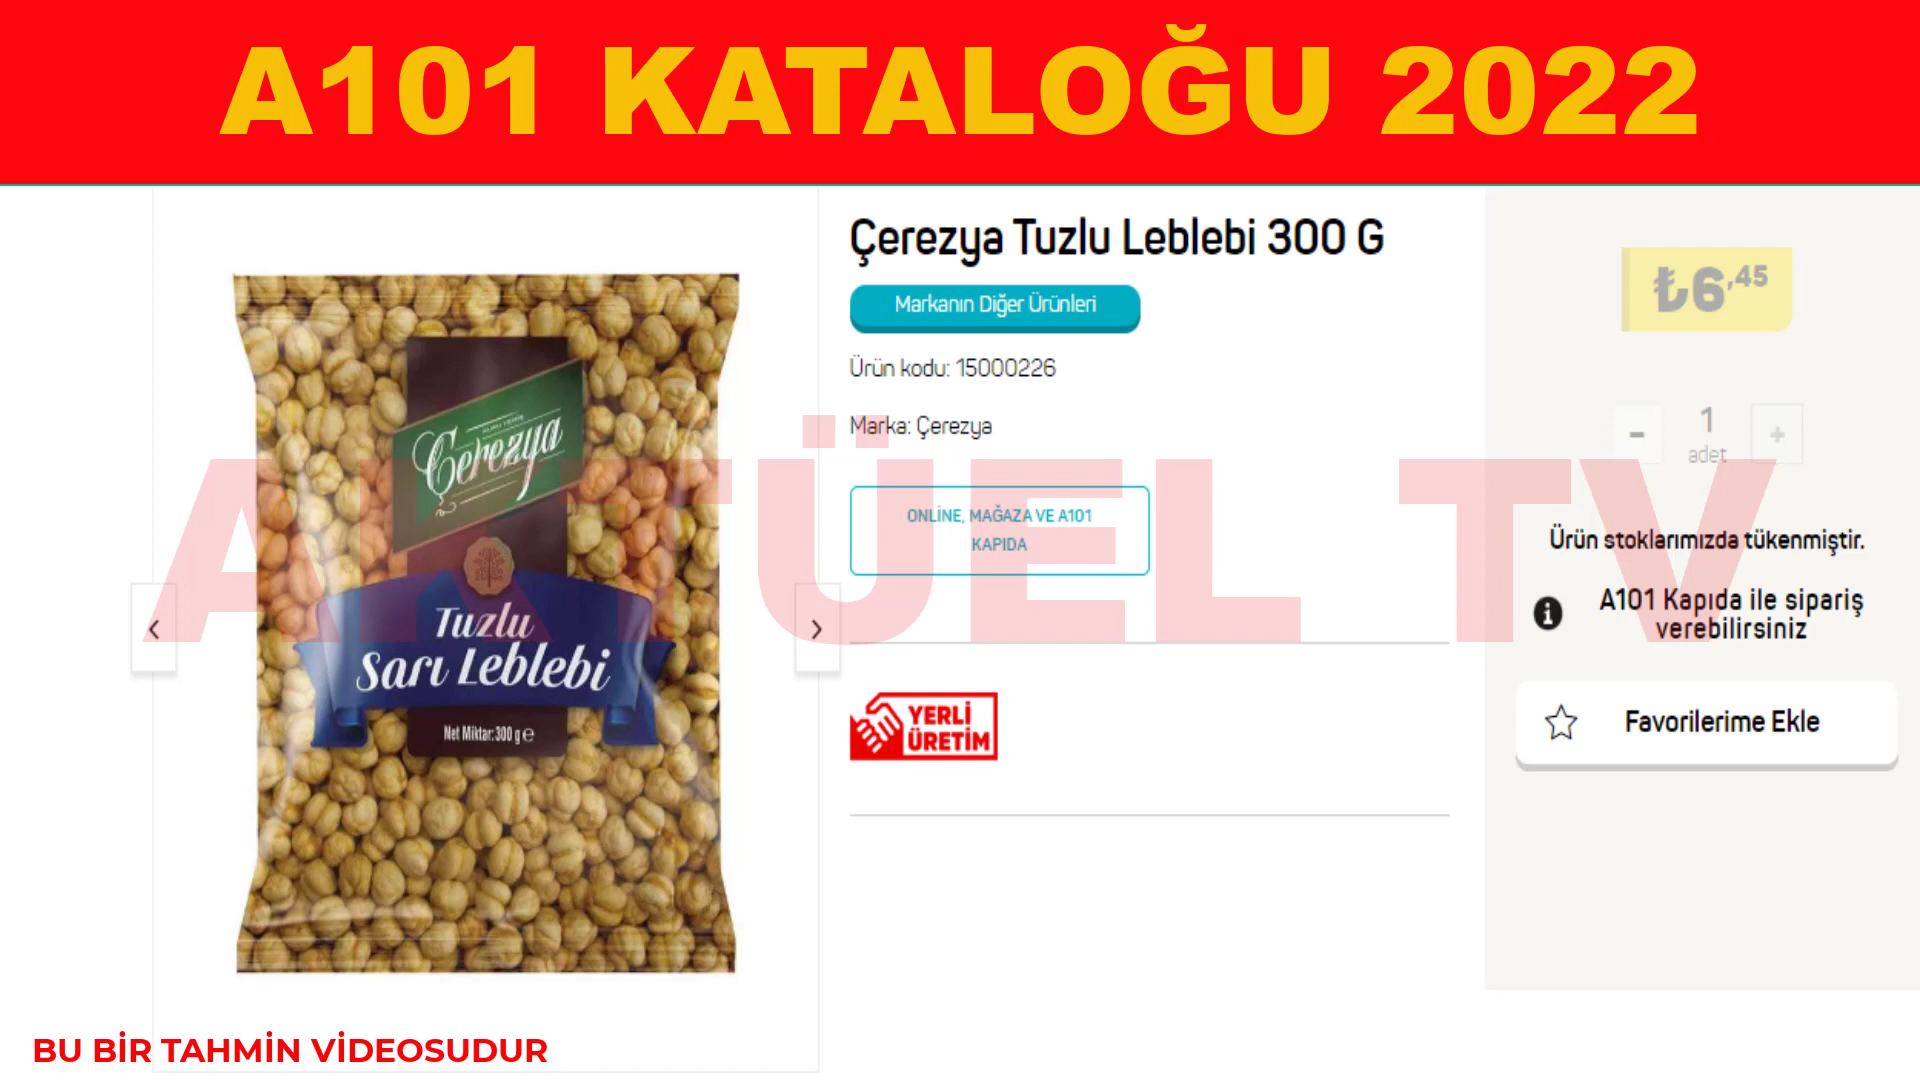 A101 KATALOĞU 2022
Çerezya Tuzlu Leblebi 300 G
Markanın Diğer Ürünleri
Ürün kodu: 15000226
Marka: Çerezya
ONLİNE, MAĞAZA VE A101
KAPIDA
YERLİ
ÜRETİM
₺6,45
- 1 +
adet
Ürün stoklarımızda tükenmiştir.
A101 Kapıda ile sipariş
verebilirsiniz
Favorilerime Ekle
KURU YEMİŞ
Çerezya
Tuzlu
Sarı Leblebi
Net Miktar: 300 g ℮
AKTÜEL TV
BU BİR TAHMİN VİDEOSUDUR